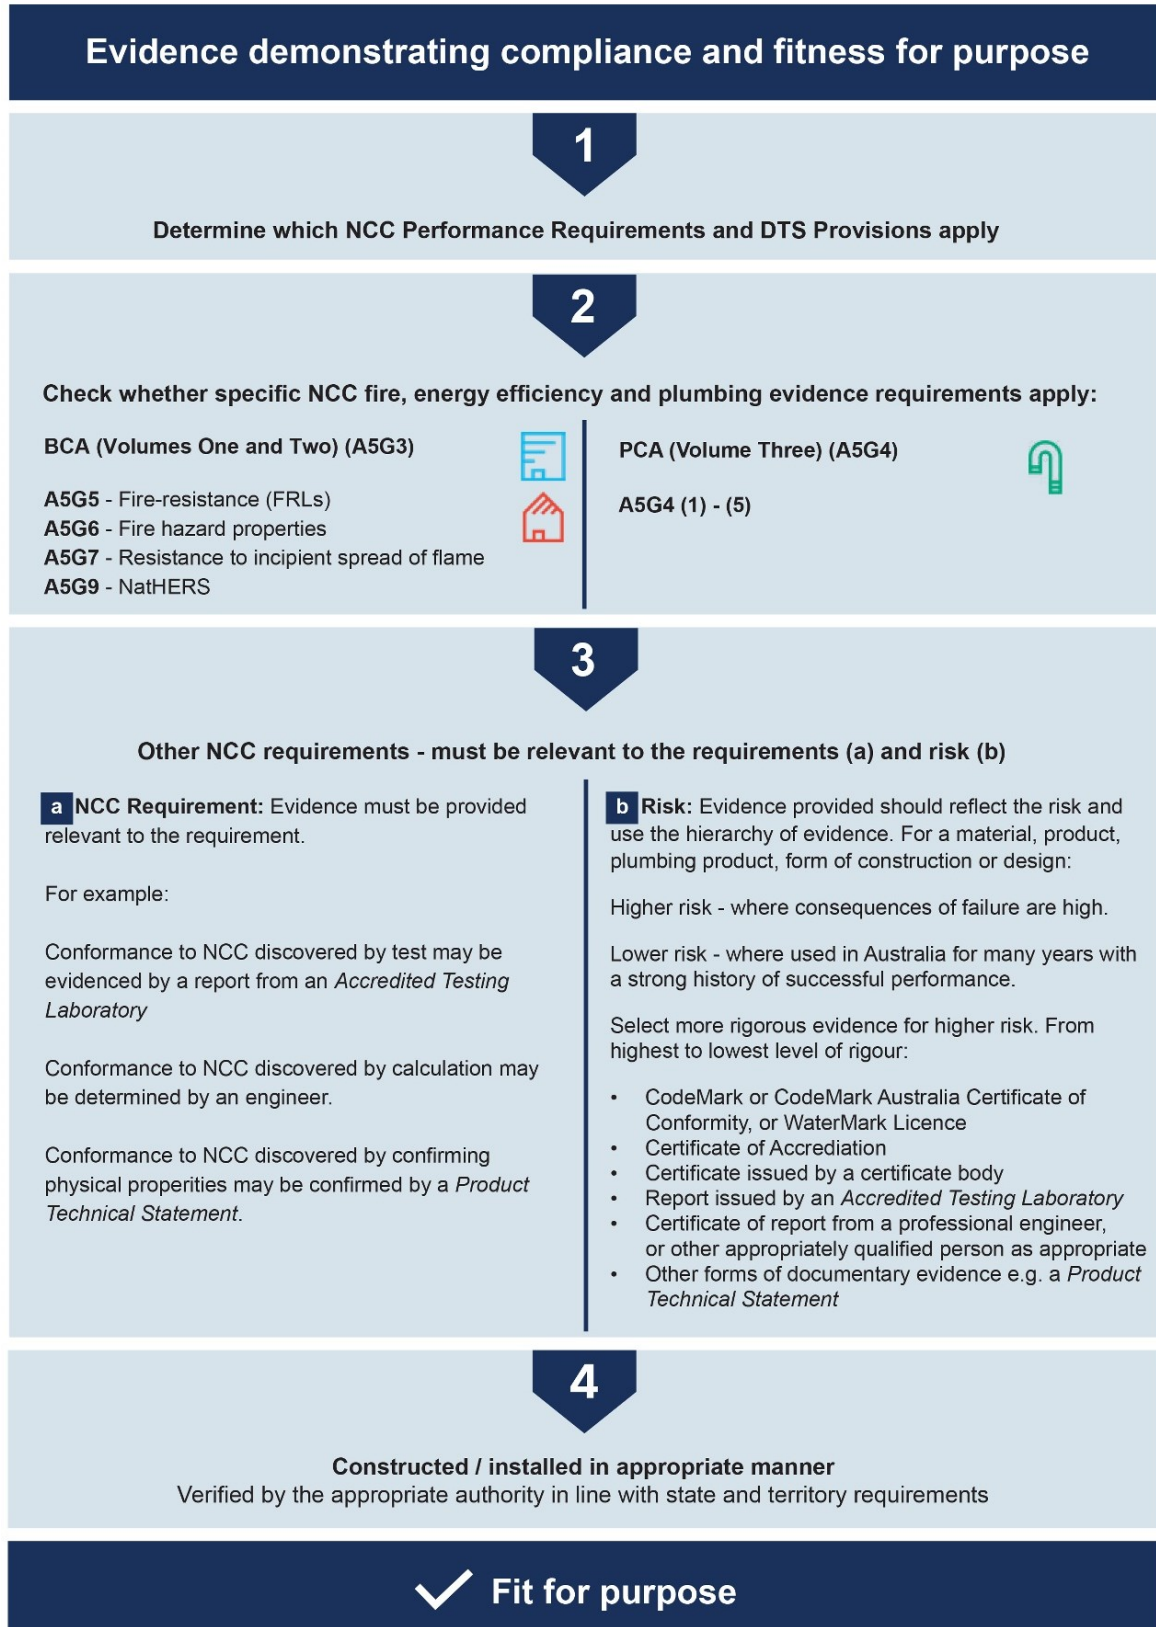 Evidence demonstrating compliance and fitness for purpose
1
Determine which NCC Performance Requirements and DTS Provisions apply
2
Check whether specific NCC fire, energy efficiency and plumbing evidence requirements apply:
BCA (Volumes One and Two) (A5G3)
A5G5 - Fire-resistance (FRLs)
A5G6 - Fire hazard properties
A5G7 - Resistance to incipient spread of flame
A5G9 - NatHERS
PCA (Volume Three) (A5G4)
A5G4 (1) - (5)
3
Other NCC requirements - must be relevant to the requirements (a) and risk (b)
a NCC Requirement: Evidence must be provided
relevant to the requirement.
For example:
Conformance to NCC discovered by test may be
evidenced by a report from an Accredited Testing
Laboratory
Conformance to NCC discovered by calculation may
be determined by an engineer.
Conformance to NCC discovered by confirming
physical properities may be confirmed by a Product
Technical Statement.
b Risk: Evidence provided should reflect the risk and
use the hierarchy of evidence. For a material, product,
plumbing product, form of construction or design:
Higher risk - where consequences of failure are high.
Lower risk - where used in Australia for many years with
a strong history of successful performance.
Select more rigorous evidence for higher risk. From
highest to lowest level of rigour:
• CodeMark or CodeMark Australia Certificate of
Conformity, or WaterMark Licence
• Certificate of Accrediation
• Certificate issued by a certificate body
• Report issued by an Accredited Testing Laboratory
• Certificate of report from a professional engineer,
or other appropriately qualified person as appropriate
• Other forms of documentary evidence e.g. a Product
Technical Statement
4
Constructed / installed in appropriate manner
Verified by the appropriate authority in line with state and territory requirements
Fit for purpose